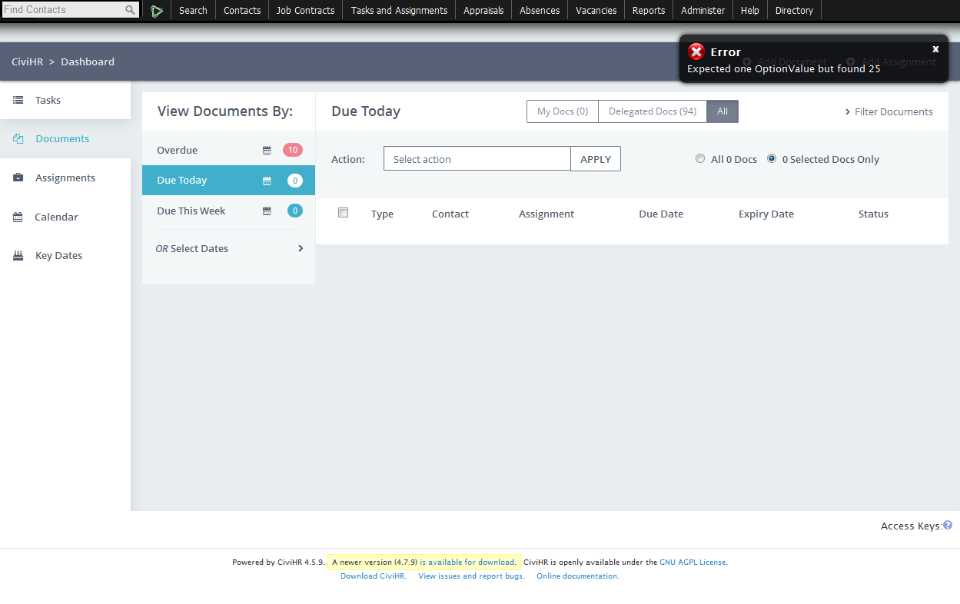 Find Contacts
Search Contacts Job Contracts Tasks and Assignments Appraisals Absences Vacancies Reports Administer Help Directory
CiviHR > Dashboard
Error
x
Add Document Add Assignment
Expected one OptionValue but found 25
Tasks
Documents
Assignments
Calendar
Key Dates
View Documents By:
Overdue 10
Due Today 0
Due This Week 0
OR Select Dates
Due Today
My Docs (0) Delegated Docs (94) All
Filter Documents
Action: Select action APPLY
All 0 Docs 0 Selected Docs Only
Type Contact Assignment Due Date Expiry Date Status
Access Keys:?
Powered by CiviHR 4.5.9. A newer version (4.7.9) is available for download. CiviHR is openly available under the GNU AGPL License.
Download CiviHR. View issues and report bugs. Online documentation.